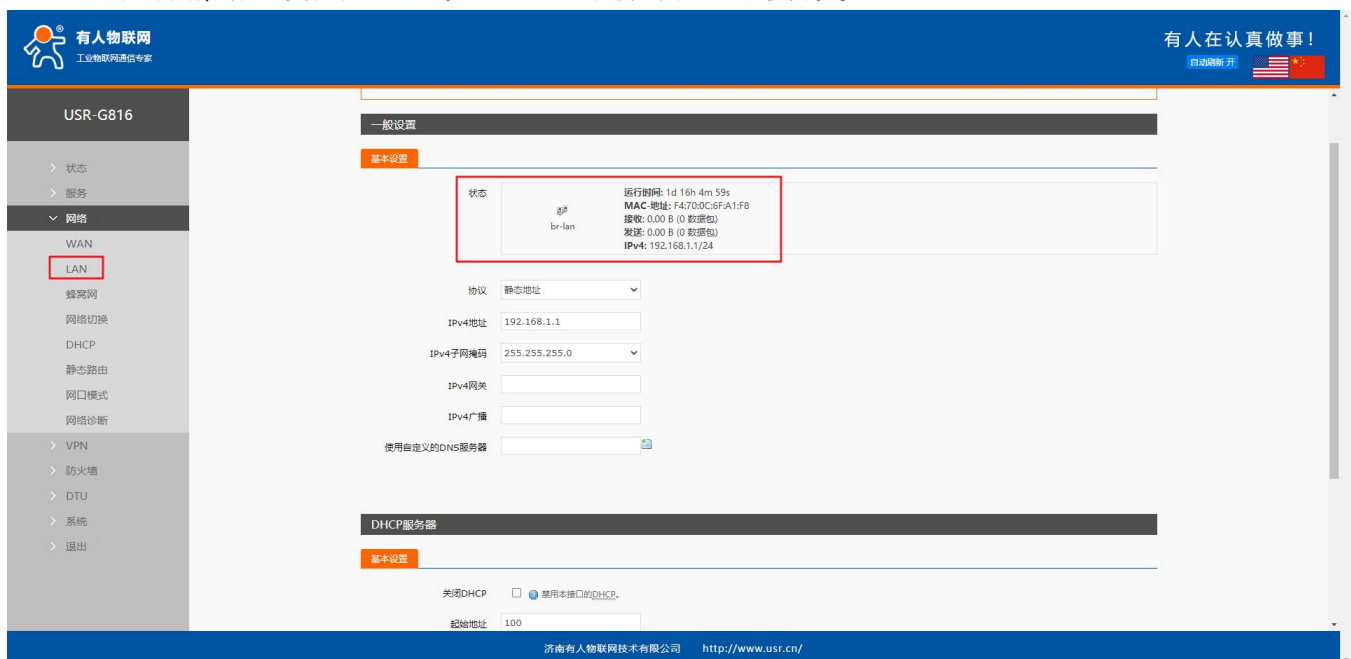 有人物联网
工业物联网通信专家
有人在认真做事!
自动刷新 开
USR-G816
状态
服务
网络
WAN
LAN
蜂窝网
网络切换
DHCP
静态路由
网口模式
网络诊断
VPN
防火墙
DTU
系统
退出
一般设置
基本设置
状态
br-lan
运行时间: 1d 16h 4m 59s
MAC-地址: F4:70:0C:6F:A1:F8
接收: 0.00 B (0 数据包)
发送: 0.00 B (0 数据包)
IPv4: 192.168.1.1/24
协议 静态地址
IPv4地址 192.168.1.1
IPv4子网掩码 255.255.255.0
IPv4网关
IPv4广播
使用自定义的DNS服务器
DHCP服务器
基本设置
关闭DHCP 禁用本接口的DHCP。
起始地址 100
济南有人物联网技术有限公司 http://www.usr.cn/